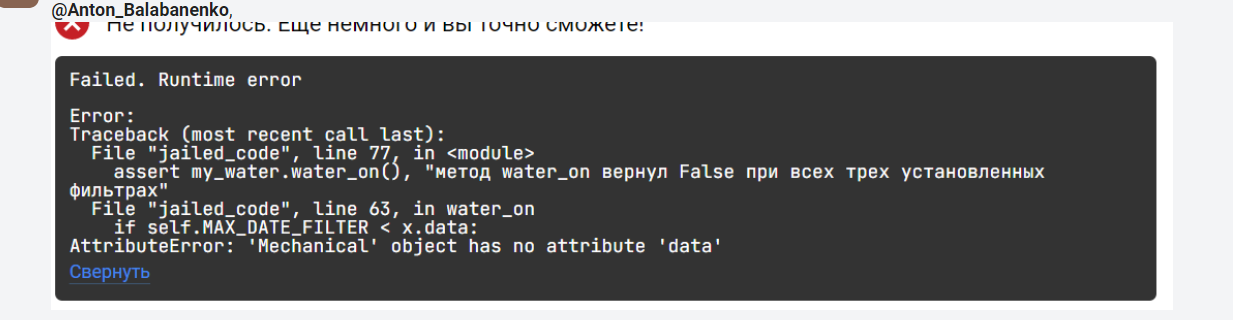 @Anton_Balabanenko,
Не получилось. Еще немного и вы точно сможете!
Failed. Runtime error
Error:
Traceback (most recent call last):
File "jailed_code", line 77, in <module>
assert my_water.water_on(), "метод water_on вернул False при всех трех установленных
фильтрах"
File "jailed_code", line 63, in water_on
if self.MAX_DATE_FILTER < x.data:
AttributeError: 'Mechanical' object has no attribute 'data'
Свернуть